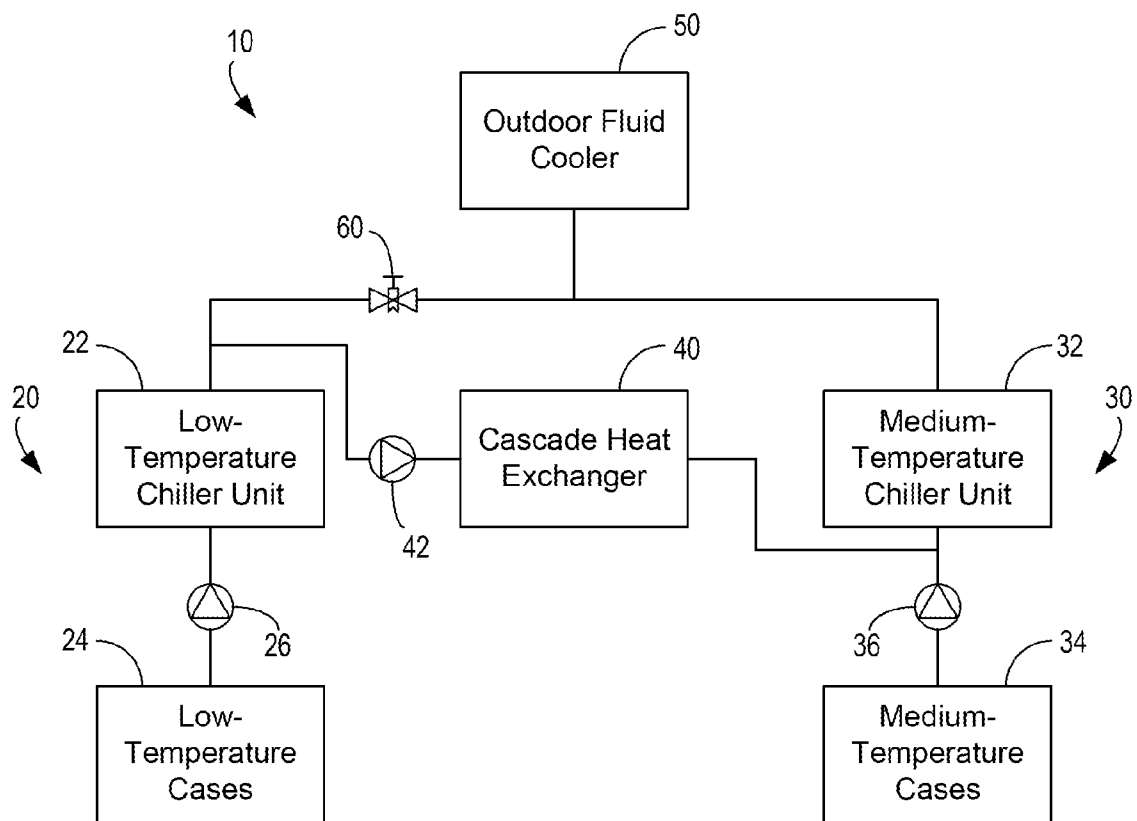 10
50
Outdoor Fluid
Cooler
60
22
40
32
20
30
Low-
Temperature
Chiller Unit
Cascade Heat
Exchanger
Medium-
Temperature
Chiller Unit
42
26
36
24
34
Low-
Temperature
Cases
Medium-
Temperature
Cases